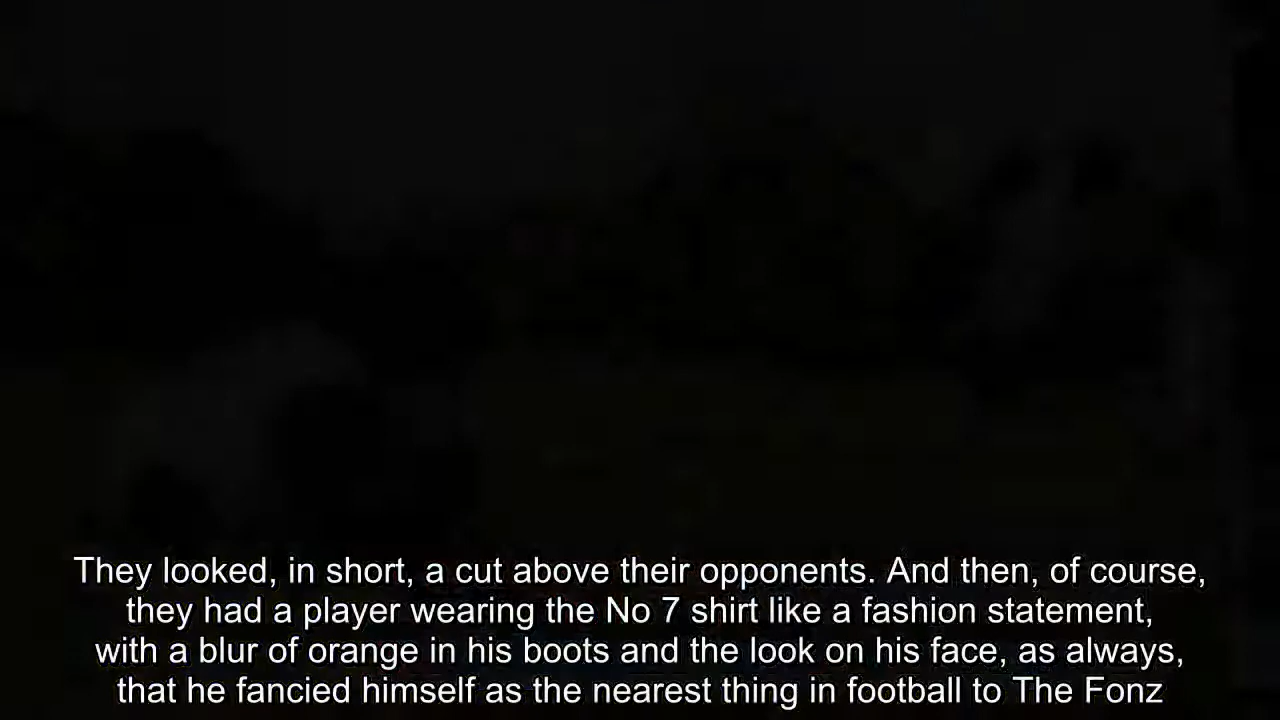 They looked, in short, a cut above their opponents. And then, of course,
they had a player wearing the No 7 shirt like a fashion statement,
with a blur of orange in his boots and the look on his face, as always,
that he fancied himself as the nearest thing in football to The Fonz